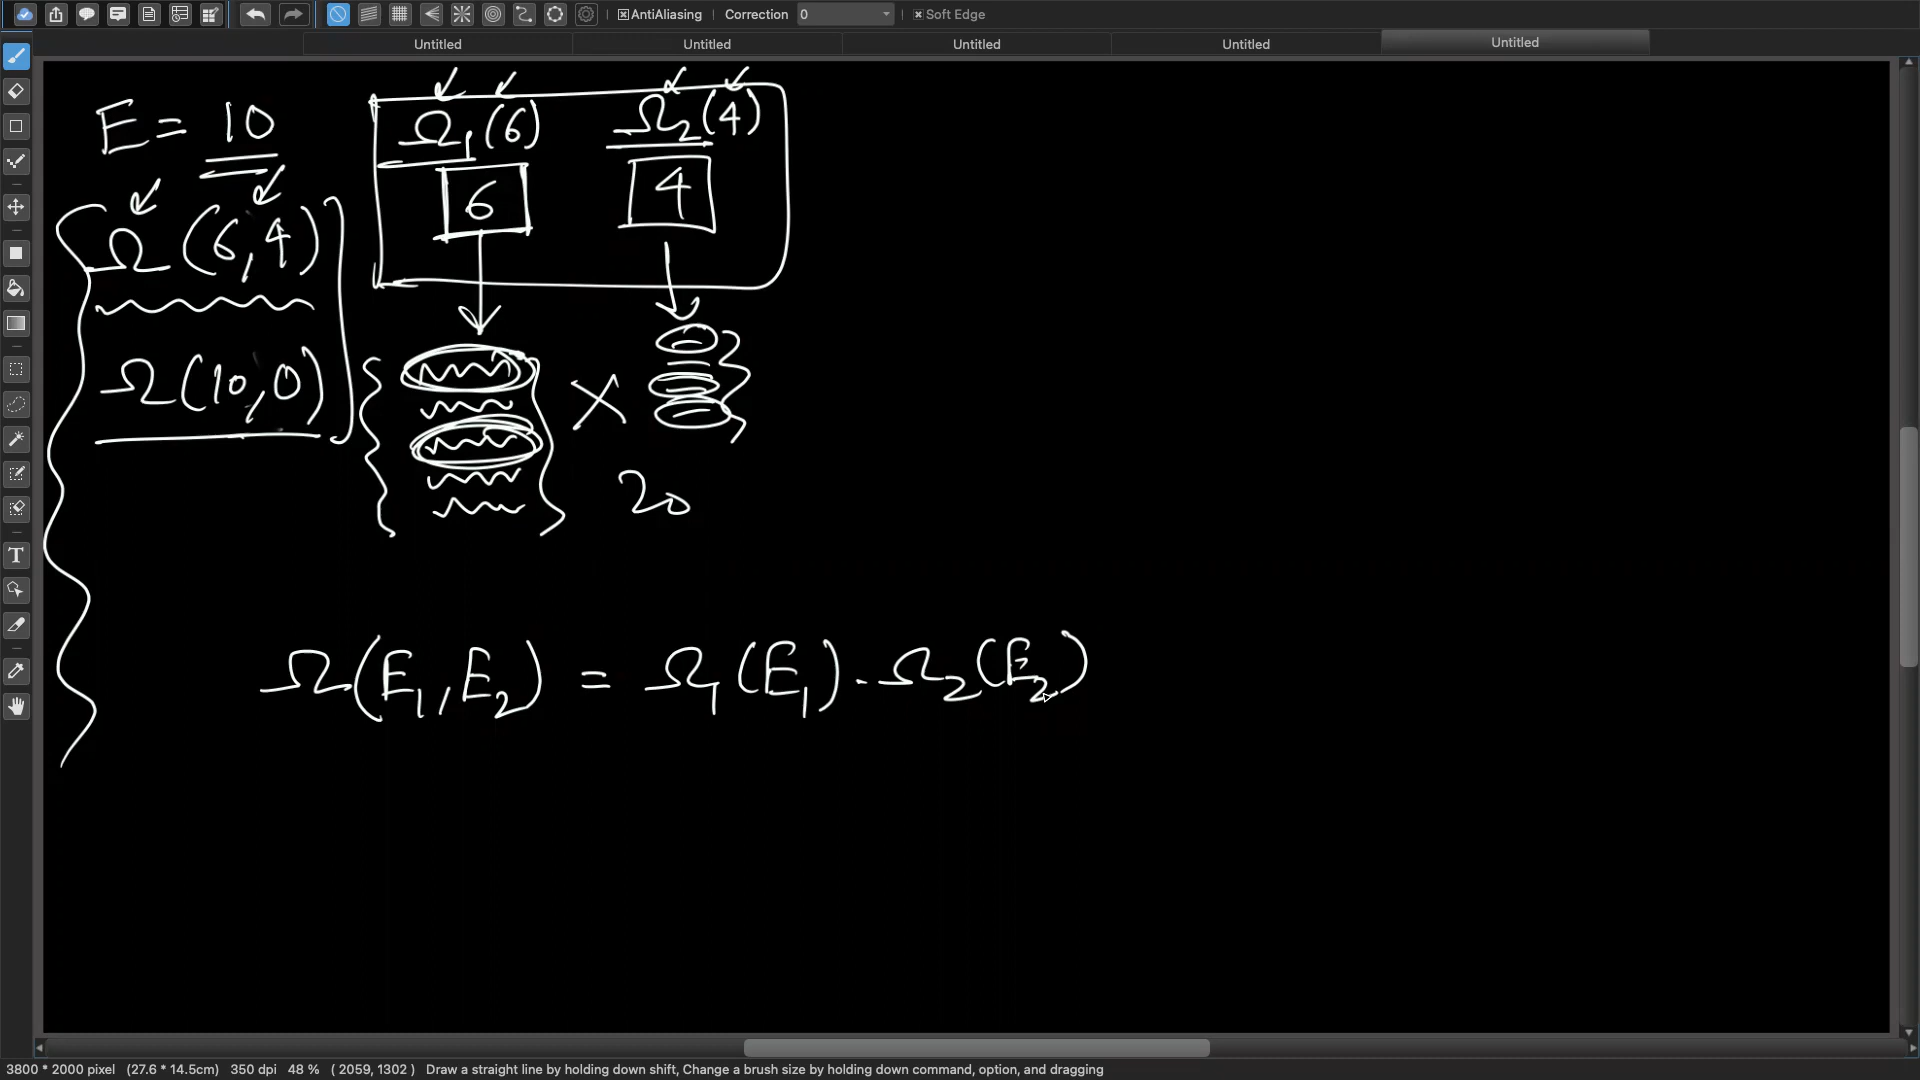 AntiAliasing Correction 0 Soft Edge
Untitled Untitled Untitled Untitled Untitled
E = 10
Ω₁(6) Ω₂(4)
6 4
Ω(6,4)
Ω(10,0)
×
20
Ω(E₁,E₂) = Ω₁(E₁)·Ω₂(E₂)
T
3800 * 2000 pixel (27.6 * 14.5cm) 350 dpi 48 % ( 2059, 1302 ) Draw a straight line by holding down shift, Change a brush size by holding down command, option, and dragging